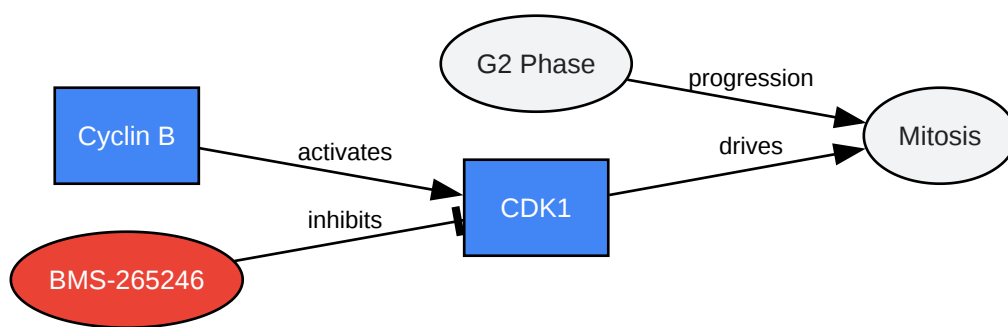 G2 Phase
progression
Cyclin B
Mitosis
activates
drives
CDK1
inhibits
BMS-265246